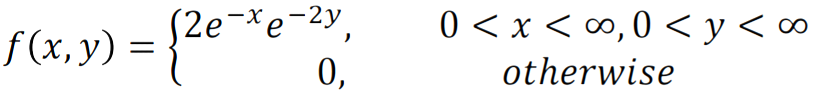 f(x, y) = {2e^{-x}e^{-2y}, 0 < x < ∞, 0 < y < ∞
0, otherwise